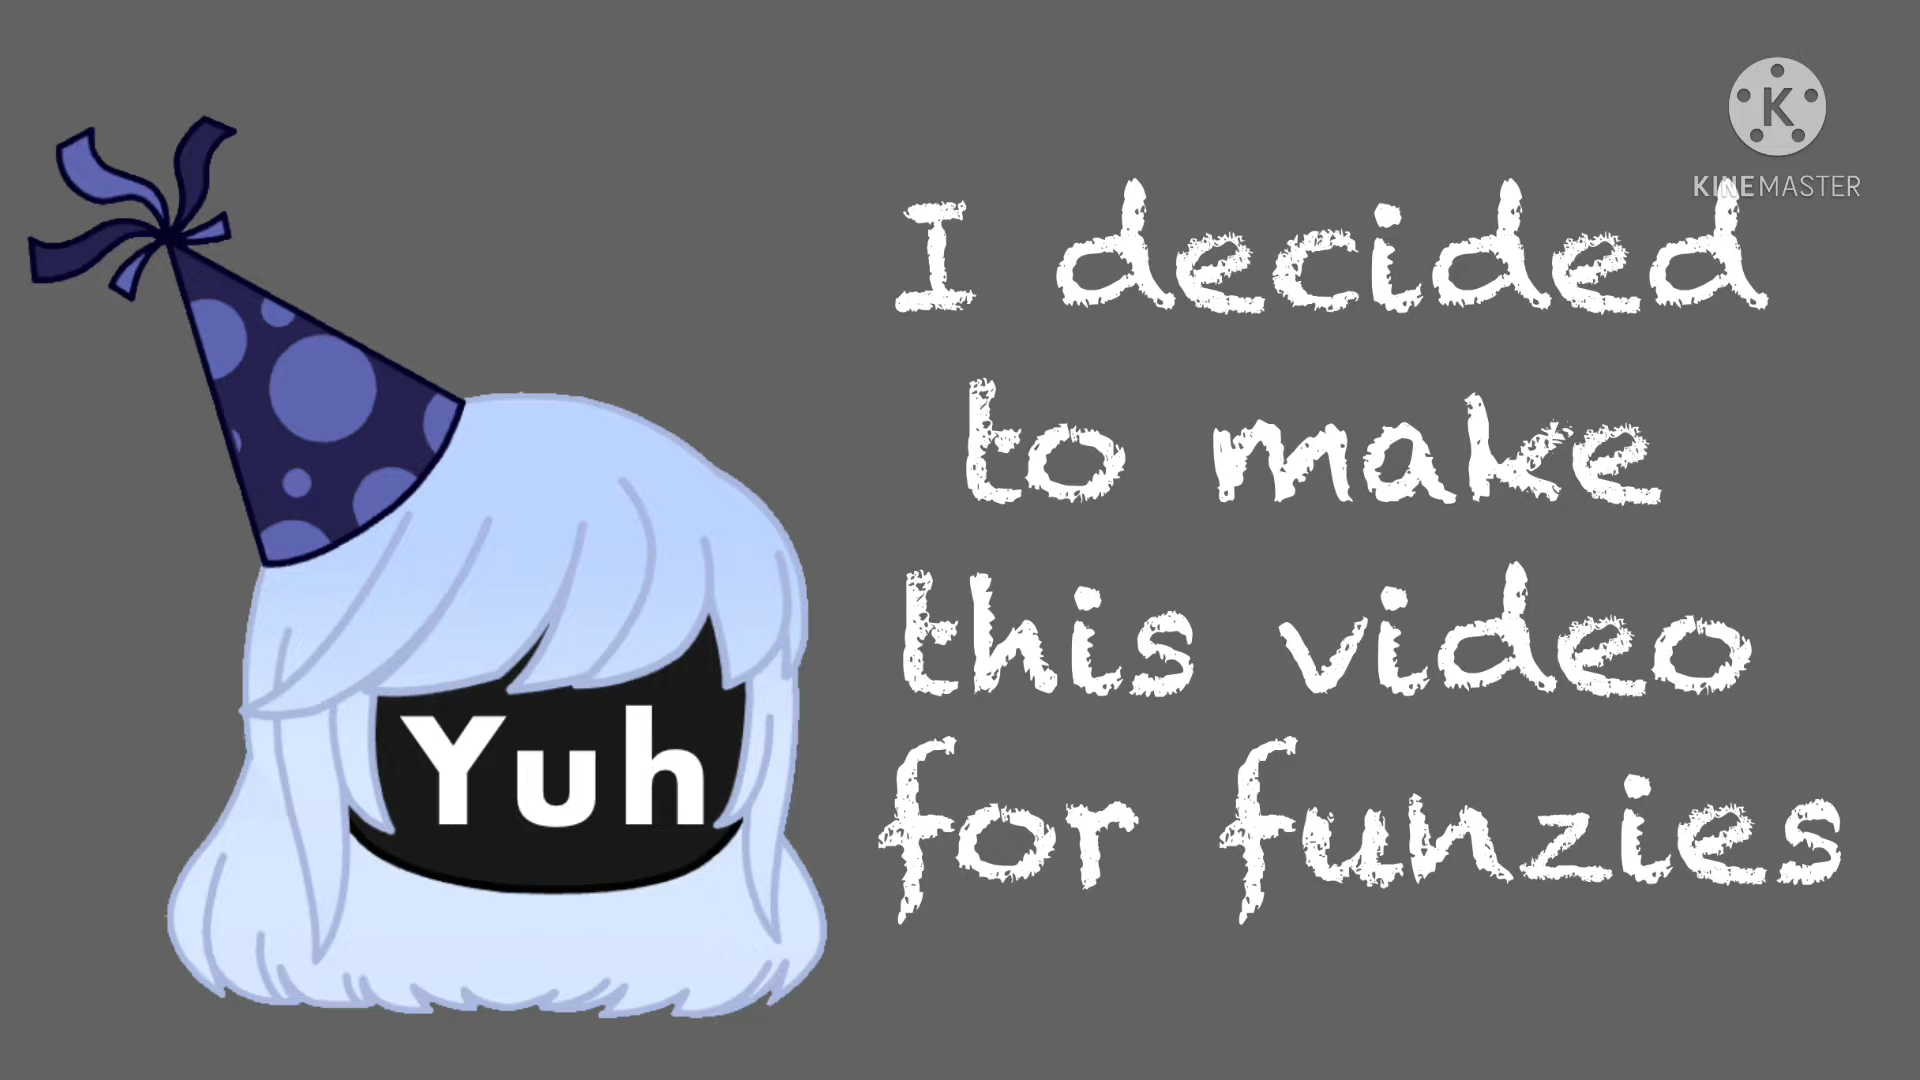 K
KINEMASTER
I decided
to make
this video
for funzies
Yuh